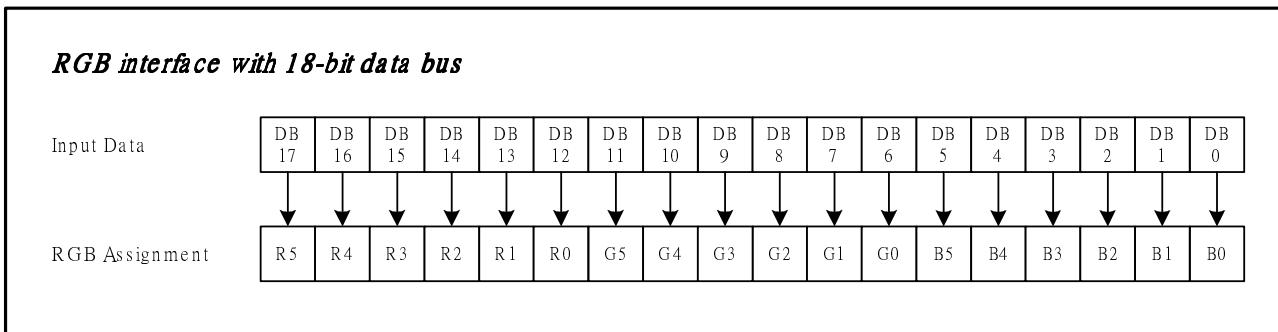 RGB interface with 18-bit data bus
Input Data DB 17 DB 16 DB 15 DB 14 DB 13 DB 12 DB 11 DB 10 DB 9 DB 8 DB 7 DB 6 DB 5 DB 4 DB 3 DB 2 DB 1 DB 0
RGB Assignment R5 R4 R3 R2 R1 R0 G5 G4 G3 G2 G1 G0 B5 B4 B3 B2 B1 B0